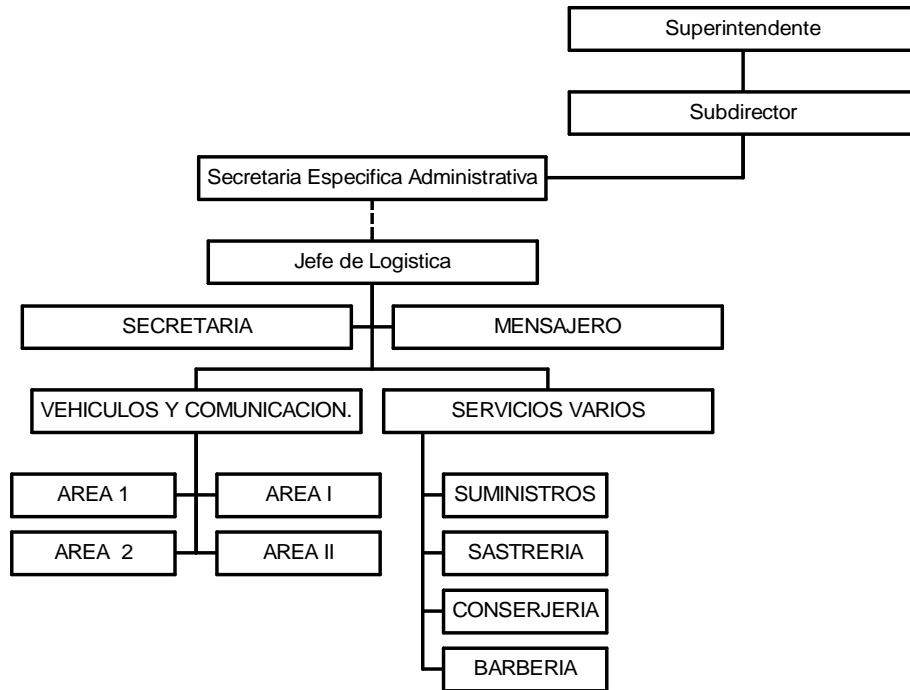 Superintendente
Subdirector
Secretaria Especifica Administrativa
Jefe de Logistica
SECRETARIA
MENSAJERO
VEHICULOS Y COMUNICACION.
SERVICIOS VARIOS
AREA 1
AREA I
AREA 2
AREA II
SUMINISTROS
SASTRERIA
CONSERJERIA
BARBERIA